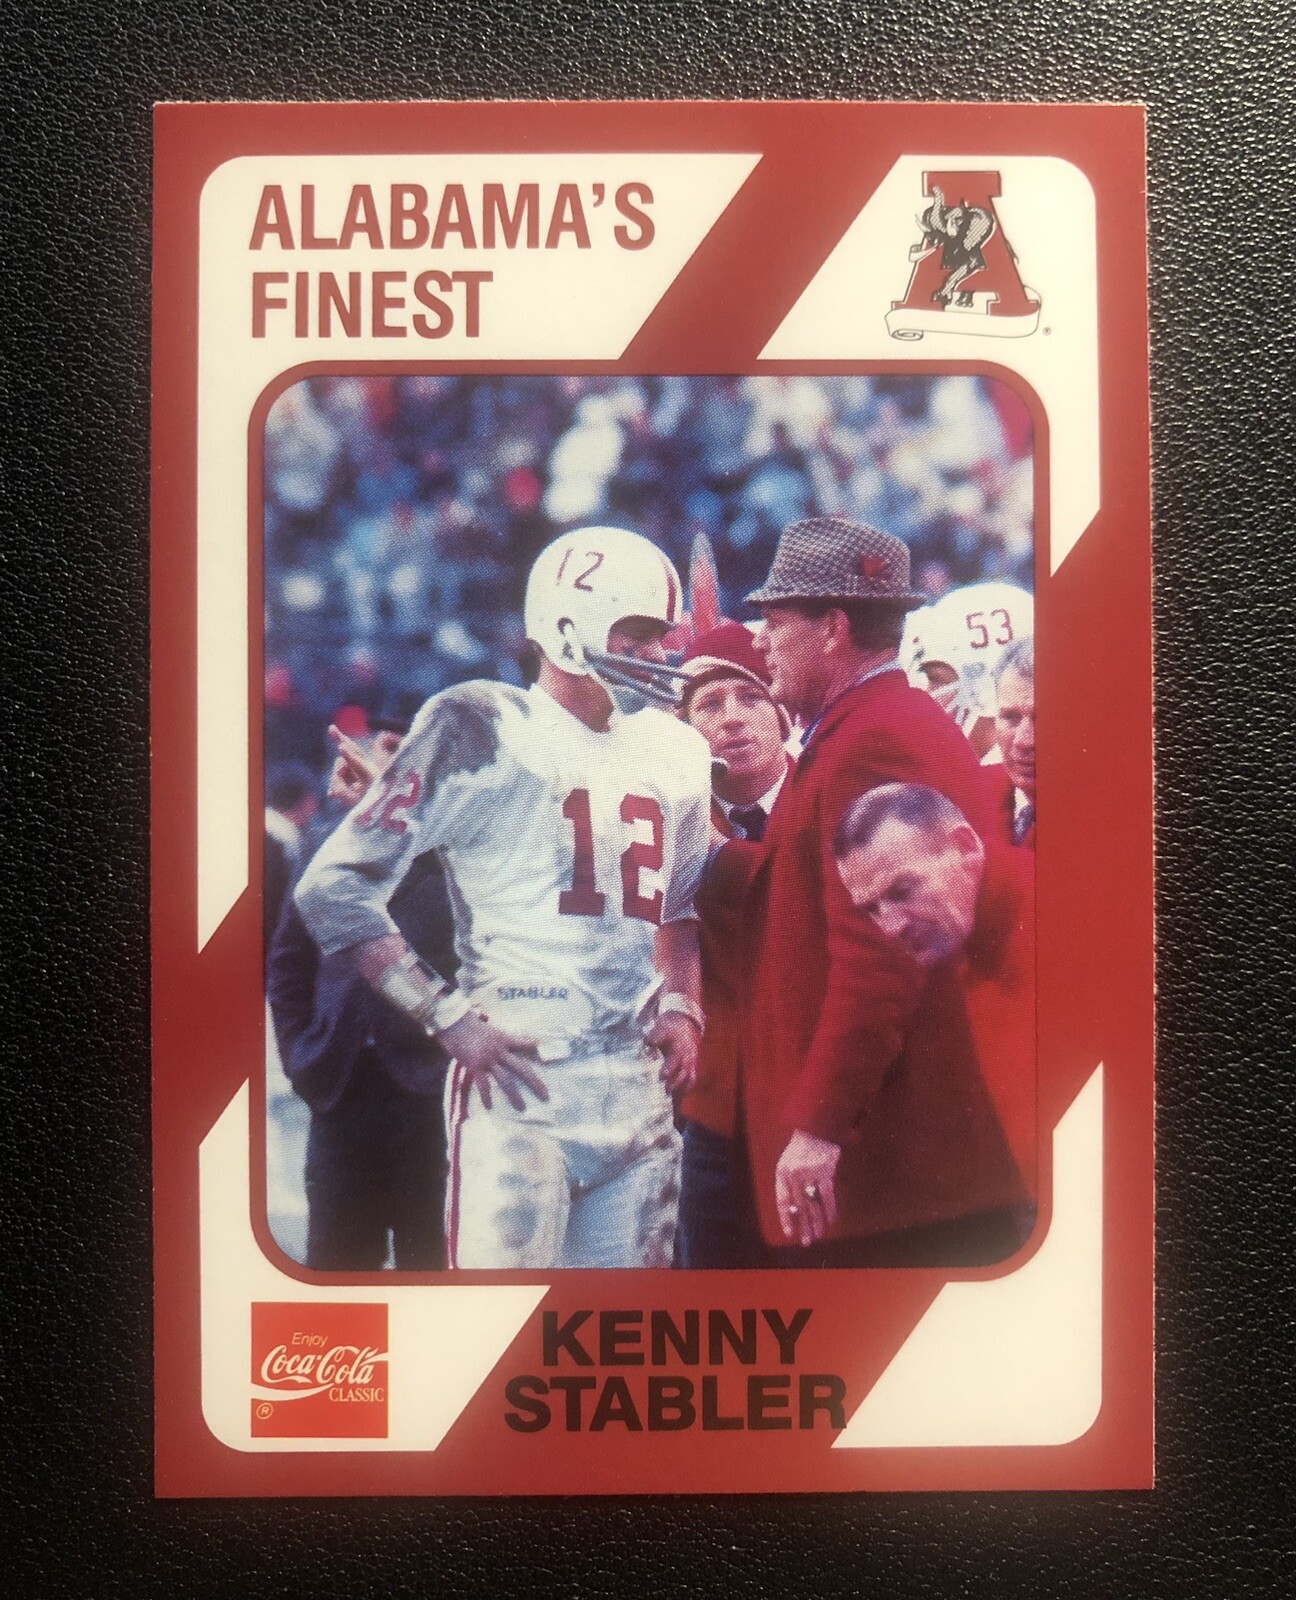 ALABAMA'S
FINEST
A
®
12
53
12
12
STABLER
Enjoy
Coca-Cola
CLASSIC
®
KENNY
STABLER